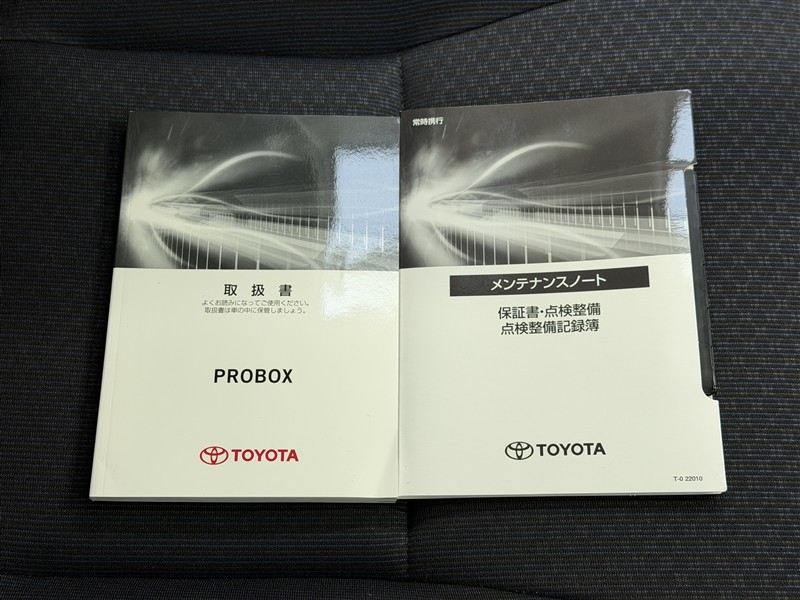 取扱書
よくお読みになってご使用ください。
取扱書は車の中に保管しましょう。
PROBOX
TOYOTA
常時携行
メンテナンスノート
保証書・点検整備
点検整備記録簿
TOYOTA
T-0 22010